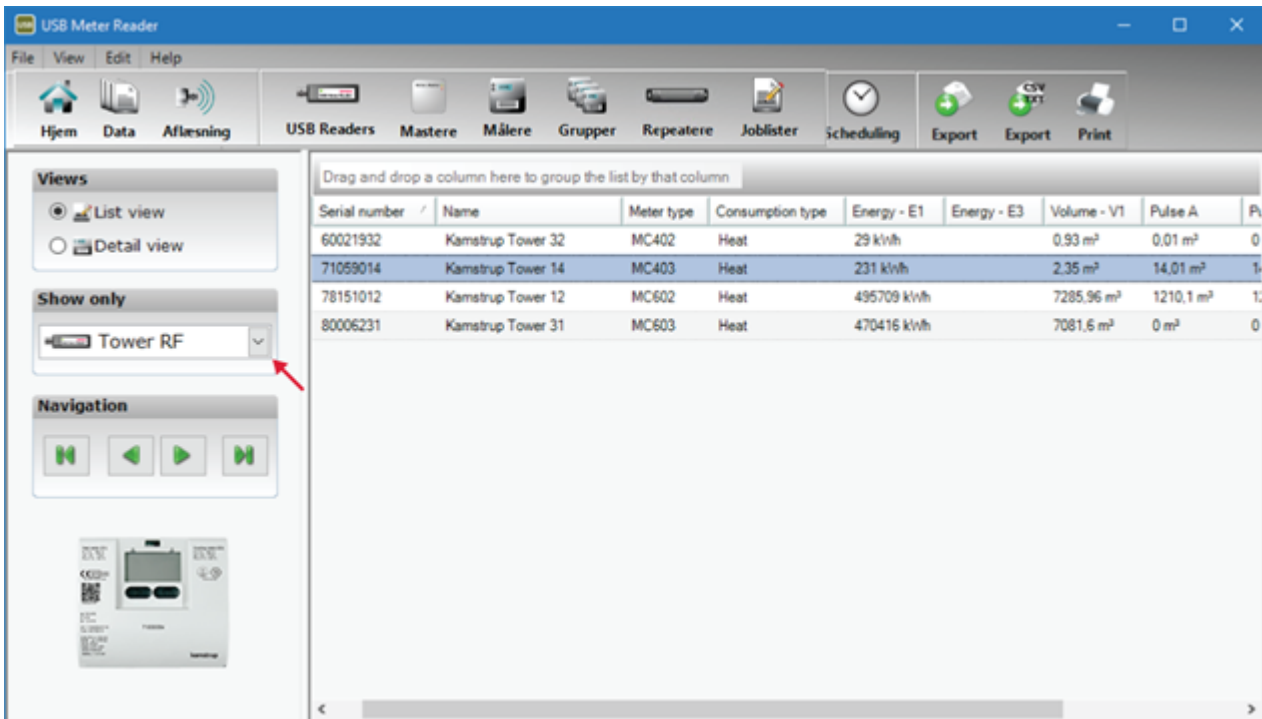 USB Meter Reader
File View Edit Help
Hjem Data Aflæsning USB Readers Mastere Målere Grupper Repeatere Joblister Scheduling Export Export Print
Views
List view
Detail view
Show only
Tower RF
Navigation
Drag and drop a column here to group the list by that column
Serial number Name Meter type Consumption type Energy - E1 Energy - E3 Volume - V1 Pulse A
60021932 Kamstrup Tower 32 MC402 Heat 29 kWh 0,93 m³ 0,01 m³ 0
71059014 Kamstrup Tower 14 MC403 Heat 231 kWh 2,35 m³ 14,01 m³
78151012 Kamstrup Tower 12 MC602 Heat 495709 kWh 7285,96 m³ 1210,1 m³
80006231 Kamstrup Tower 31 MC603 Heat 470416 kWh 7081,6 m³ 0 m³ 0
kamstrup